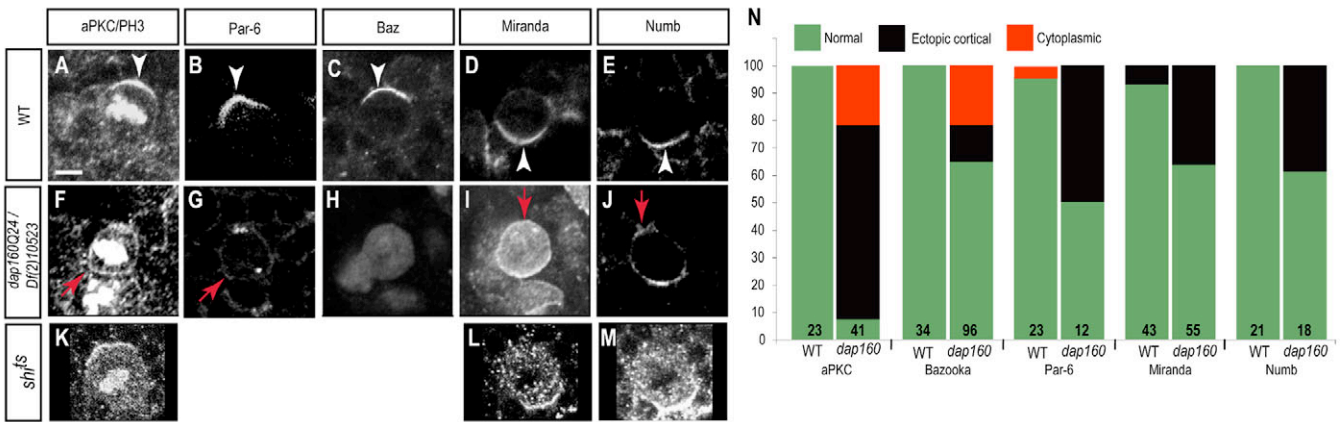 aPKC/PH3
Par-6
Baz
Miranda
Numb
WT
A
B
C
D
E
dap160Q24 /
Df(2)10523
F
G
H
I
J
shi^ts
K
L
M
N
Normal
Ectopic cortical
Cytoplasmic
100
90
80
70
60
50
40
30
20
10
0
23
41
34
96
23
12
43
55
21
18
WT dap160 WT dap160 WT dap160 WT dap160 WT dap160
aPKC
Bazooka
Par-6
Miranda
Numb